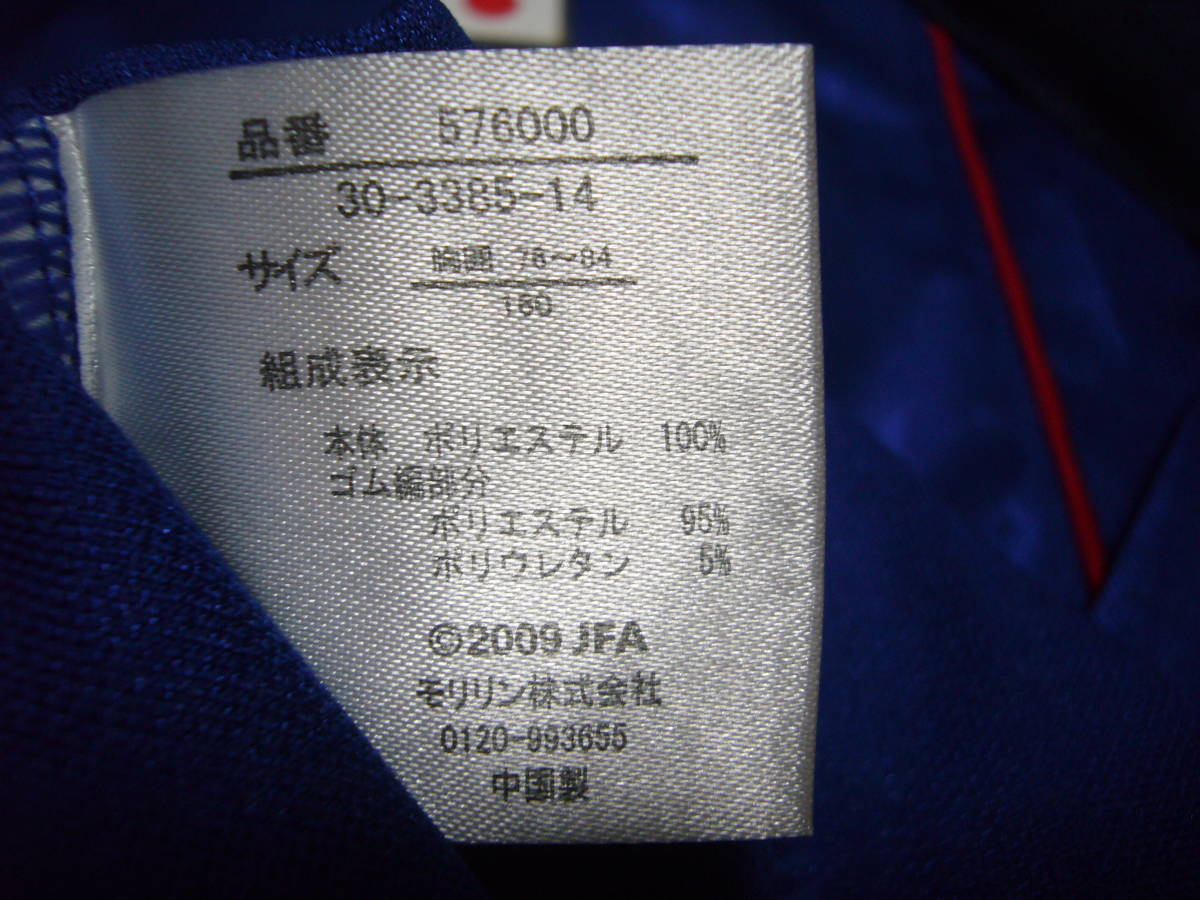 品番 576000
30-3385-14
サイズ 胸囲 78～84
160
組成表示
本体 ポリエステル 100%
ゴム編部分
ポリエステル 95%
ポリウレタン 5%
©2009 JFA
モリリン株式会社
0120-993655
中国製